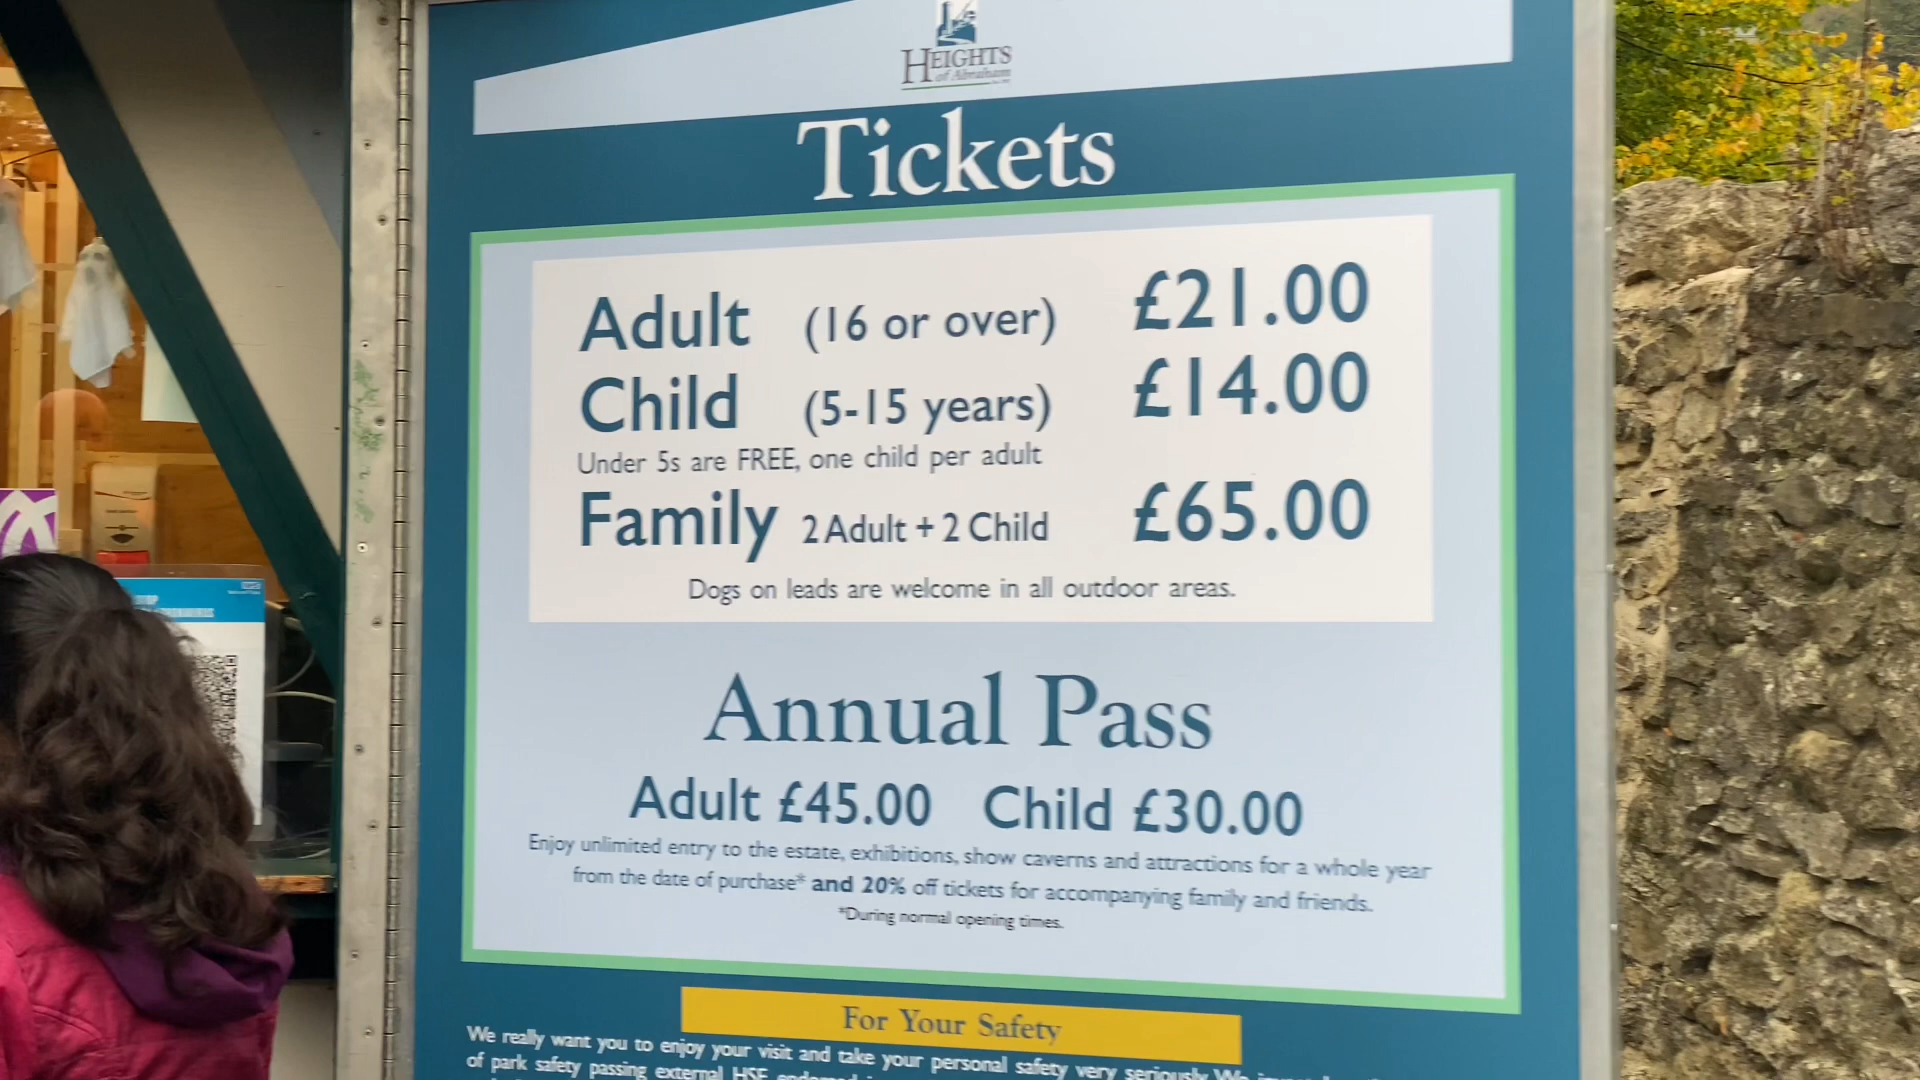 HEIGHTS
of Abraham
Tickets
Adult (16 or over) £21.00
Child (5-15 years) £14.00
Under 5s are FREE, one child per adult
Family 2 Adult + 2 Child £65.00
Dogs on leads are welcome in all outdoor areas.
Annual Pass
Adult £45.00 Child £30.00
Enjoy unlimited entry to the estate, exhibitions, show caverns and attractions for a whole year
from the date of purchase* and 20% off tickets for accompanying family and friends.
*During normal opening times.
For Your Safety
We really want you to enjoy your visit and take your personal safety very seriously. We
of park safety passing external HSE